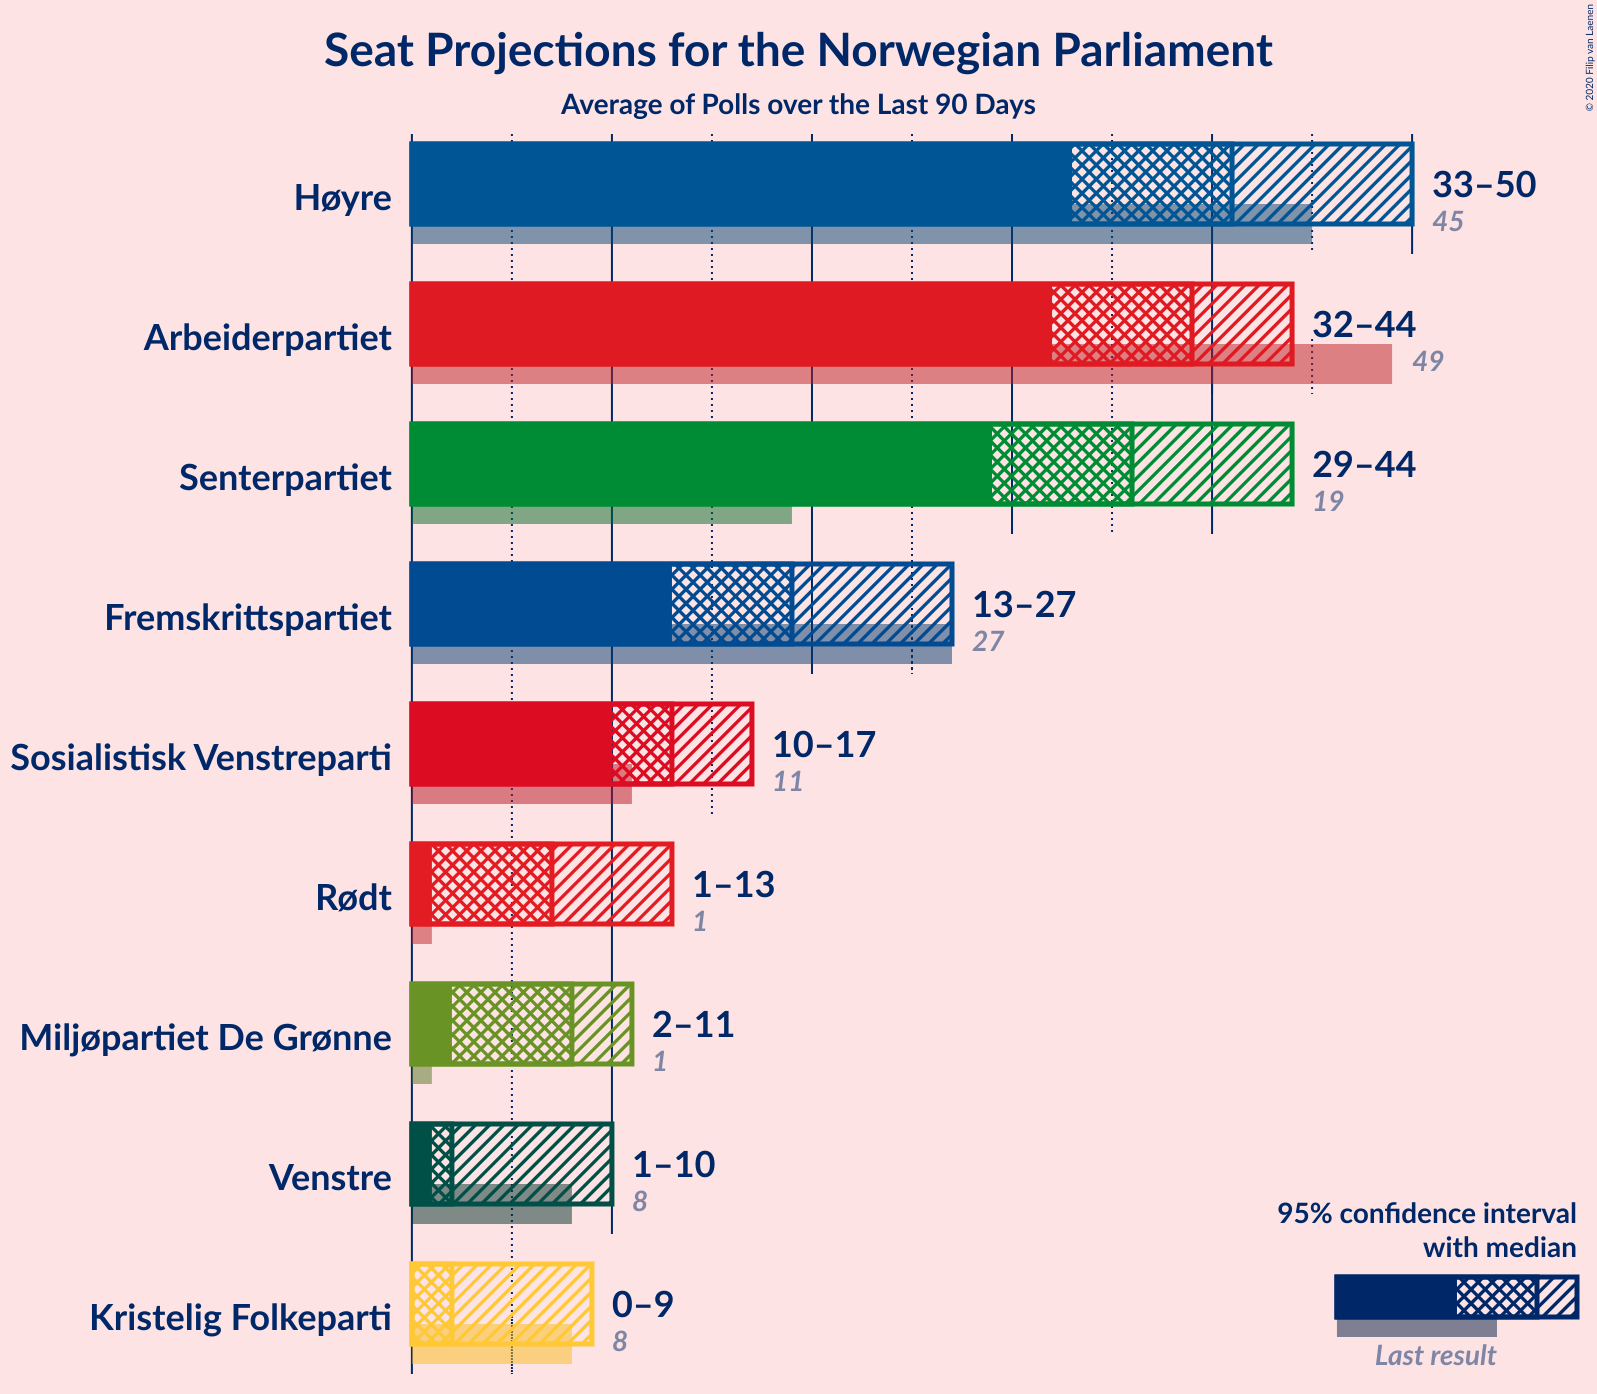 Seat Projections for the Norwegian Parliament
Average of Polls over the Last 90 Days
© 2020 Filip van Laenen
Høyre
33–50
45
Arbeiderpartiet
32–44
49
Senterpartiet
29–44
19
Fremskrittspartiet
13–27
27
Sosialistisk Venstreparti
10–17
11
Rødt
1–13
1
Miljøpartiet De Grønne
2–11
1
Venstre
1–10
8
Kristelig Folkeparti
0–9
8
95% confidence interval
with median
Last result